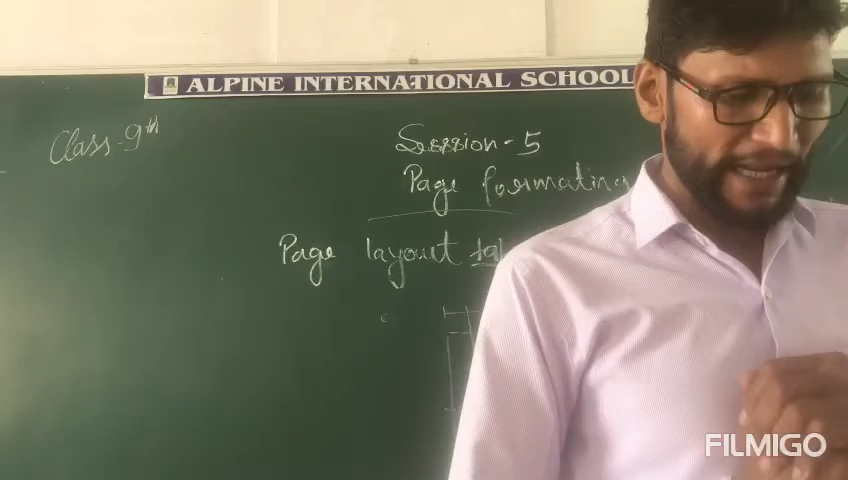 ALPINE INTERNATIONAL SCHOOL
Class-9th
Session-5
Page formating
Page layout
FILMIGO